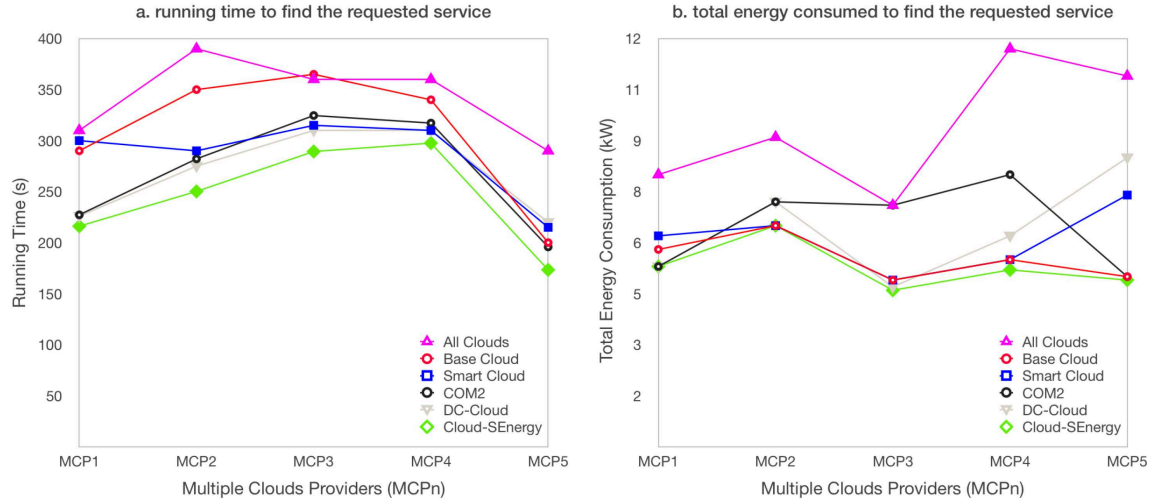 a. running time to find the requested service
400
350
300
250
200
150
100
50
Running Time (s)
All Clouds
Base Cloud
Smart Cloud
COM2
DC-Cloud
Cloud-SEnergy
MCP1 MCP2 MCP3 MCP4 MCP5
Multiple Clouds Providers (MCPn)
b. total energy consumed to find the requested service
12
11
9
8
6
5
3
2
Total Energy Consumption (kW)
All Clouds
Base Cloud
Smart Cloud
COM2
DC-Cloud
Cloud-SEnergy
MCP1 MCP2 MCP3 MCP4 MCP5
Multiple Clouds Providers (MCPn)